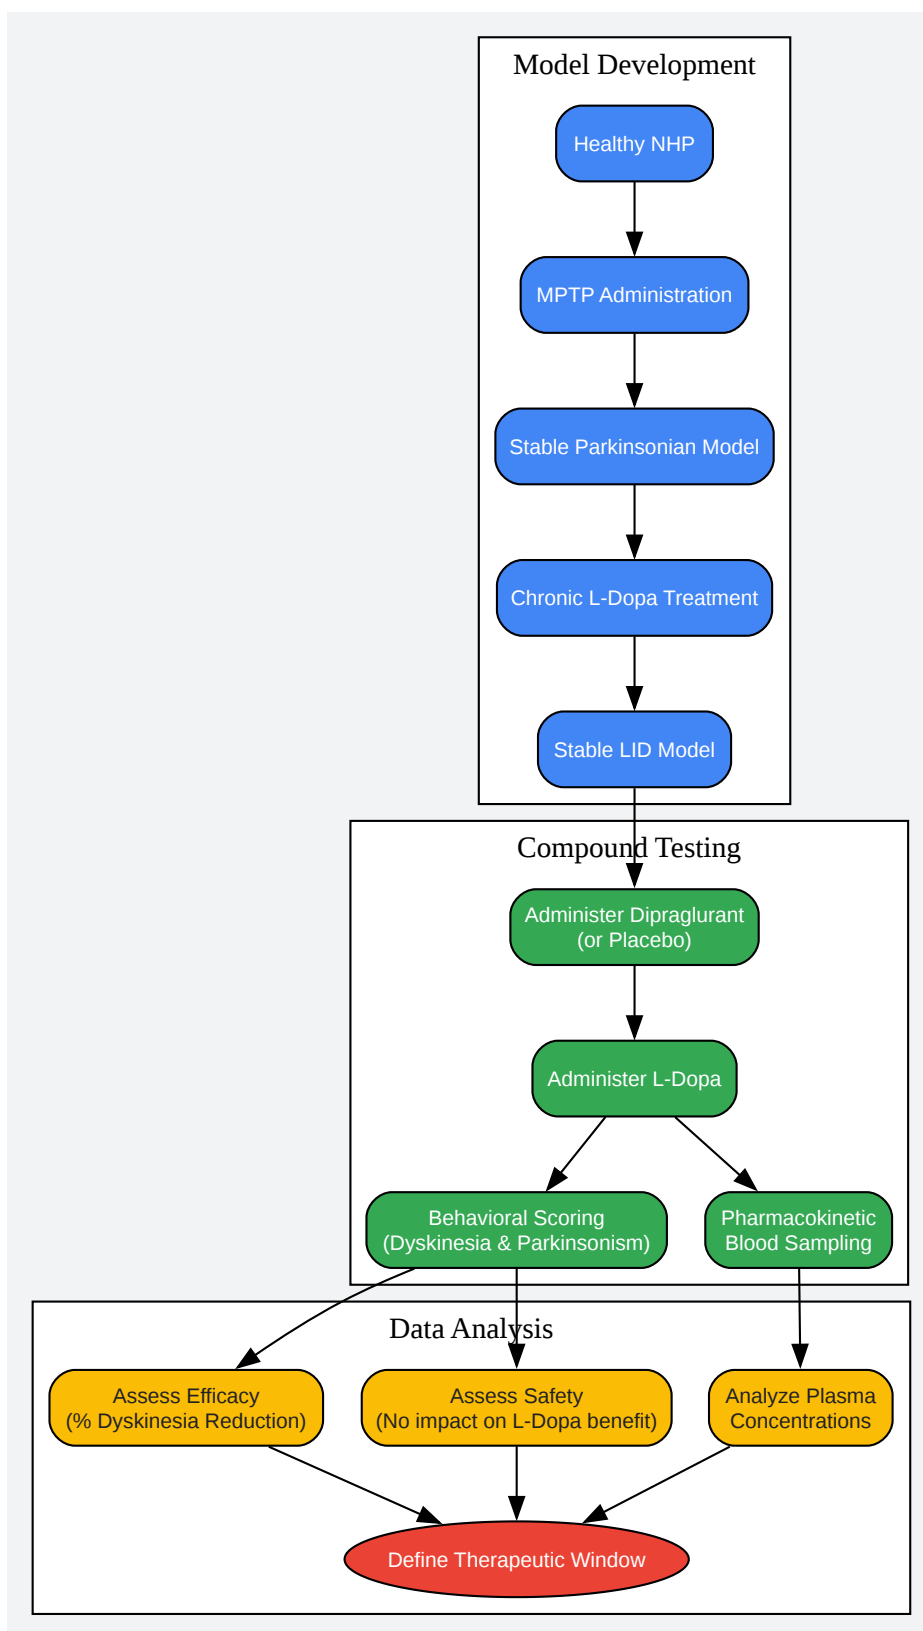 Model Development
Healthy NHP
MPTP Administration
Stable Parkinsonian Model
Chronic L-Dopa Treatment
Stable LID Model
Compound Testing
Administer Dipraglurant
(or Placebo)
Administer L-Dopa
Behavioral Scoring
(Dyskinesia & Parkinsonism)
Pharmacokinetic
Blood Sampling
Data Analysis
Assess Efficacy
(% Dyskinesia Reduction)
Assess Safety
(No impact on L-Dopa benefit)
Analyze Plasma
Concentrations
Define Therapeutic Window